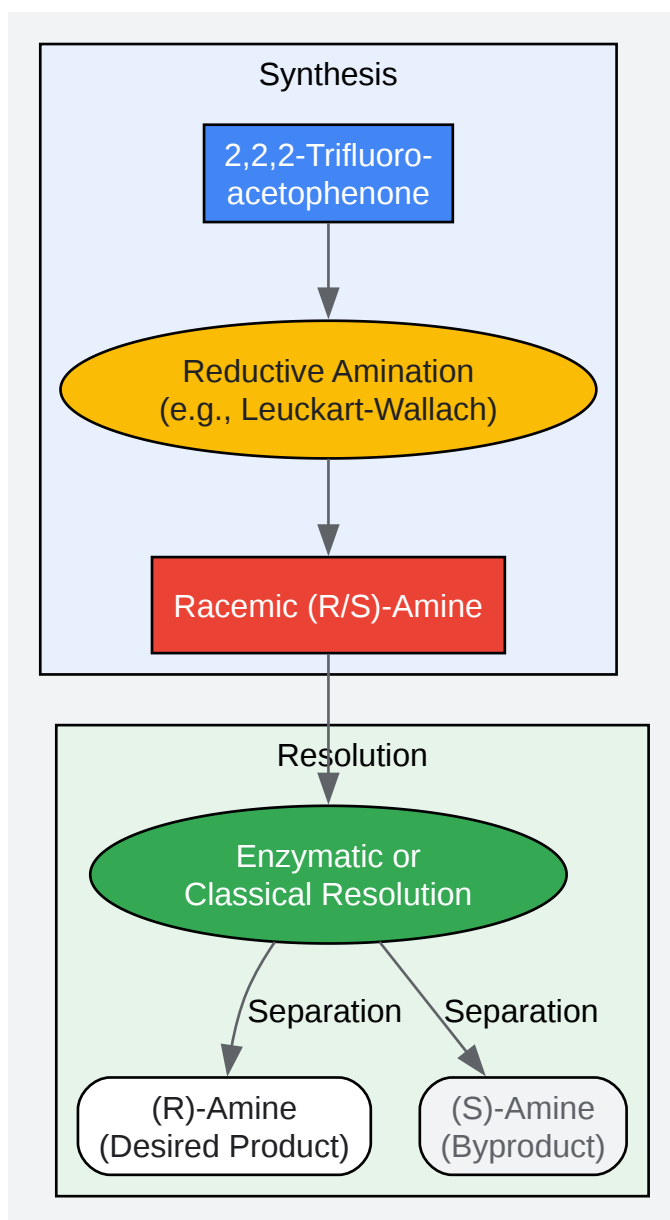 Synthesis
2,2,2-Trifluoro-
acetophenone
Reductive Amination
(e.g., Leuckart-Wallach)
Racemic (R/S)-Amine
Resolution
Enzymatic or
Classical Resolution
Separation
Separation
(R)-Amine
(Desired Product)
(S)-Amine
(Byproduct)